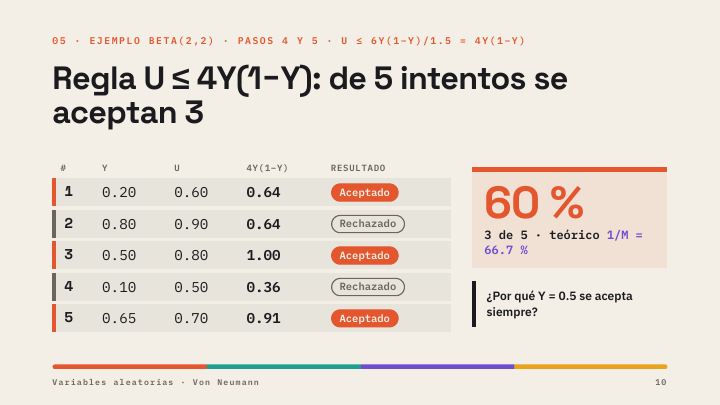 05 · EJEMPLO BETA(2,2) · PASOS 4 Y 5 · U ≤ 6Y(1-Y)/1.5 = 4Y(1-Y)
Regla U ≤ 4Y(1-Y): de 5 intentos se
aceptan 3
# Y U 4Y(1-Y) RESULTADO
1 0.20 0.60 0.64 Aceptado
2 0.80 0.90 0.64 Rechazado
3 0.50 0.80 1.00 Aceptado
4 0.10 0.50 0.36 Rechazado
5 0.65 0.70 0.91 Aceptado
60 %
3 de 5 · teórico 1/M =
66.7 %
¿Por qué Y = 0.5 se acepta
siempre?
Variables aleatorias · Von Neumann
10